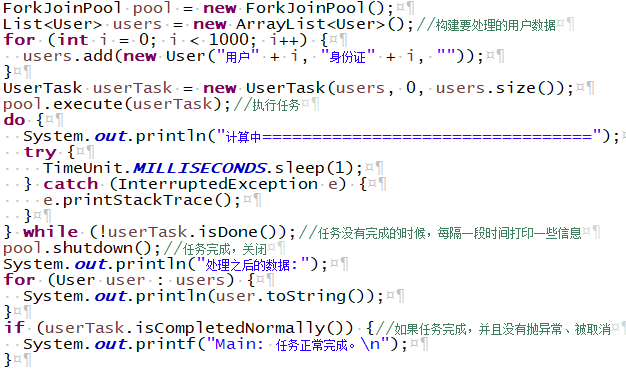 ForkJoinPool pool = new ForkJoinPool();¤¶
List<User> users = new ArrayList<User>();//构建要处理的用户数据¤¶
for (int i = 0; i < 1000; i++) {¤¶
  users.add(new User("用户" + i, "身份证" + i, ""));¤¶
}¤¶
UserTask userTask = new UserTask(users, 0, users.size());¤¶
pool.execute(userTask);//执行任务¤¶
do {¤¶
  System.out.println("计算中=================================");¤¶
  try {¤¶
    TimeUnit.MILLISECONDS.sleep(1);¤¶
  } catch (InterruptedException e) {¤¶
    e.printStackTrace();¤¶
  }¤¶
} while (!userTask.isDone());//任务没有完成的时候，每隔一段时间打印一些信息¤¶
pool.shutdown();//任务完成，关闭¤¶
System.out.println("处理之后的数据:");¤¶
for (User user : users) {¤¶
  System.out.println(user.toString());¤¶
}¤¶
if (userTask.isCompletedNormally()) {//如果任务完成，并且没有抛异常、被取消¤¶
  System.out.printf("Main: 任务正常完成。\n");¤¶
}¤¶